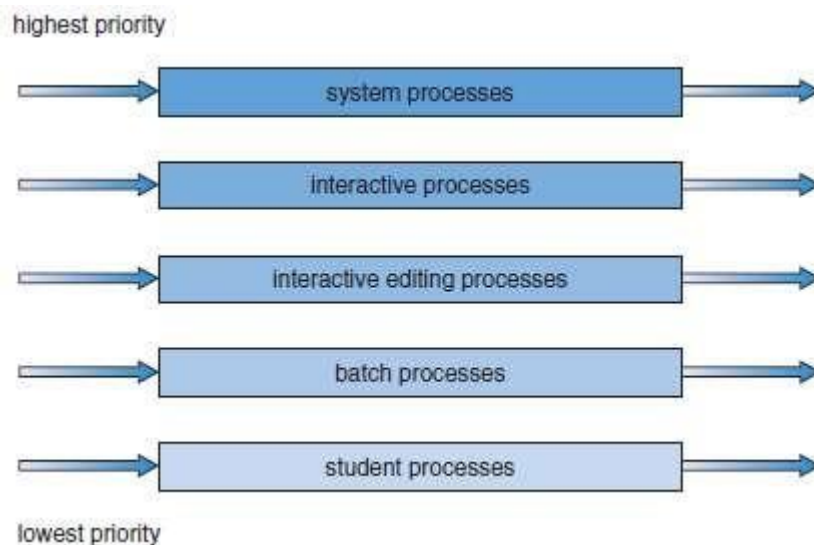 highest priority
system processes
interactive processes
interactive editing processes
batch processes
student processes
lowest priority